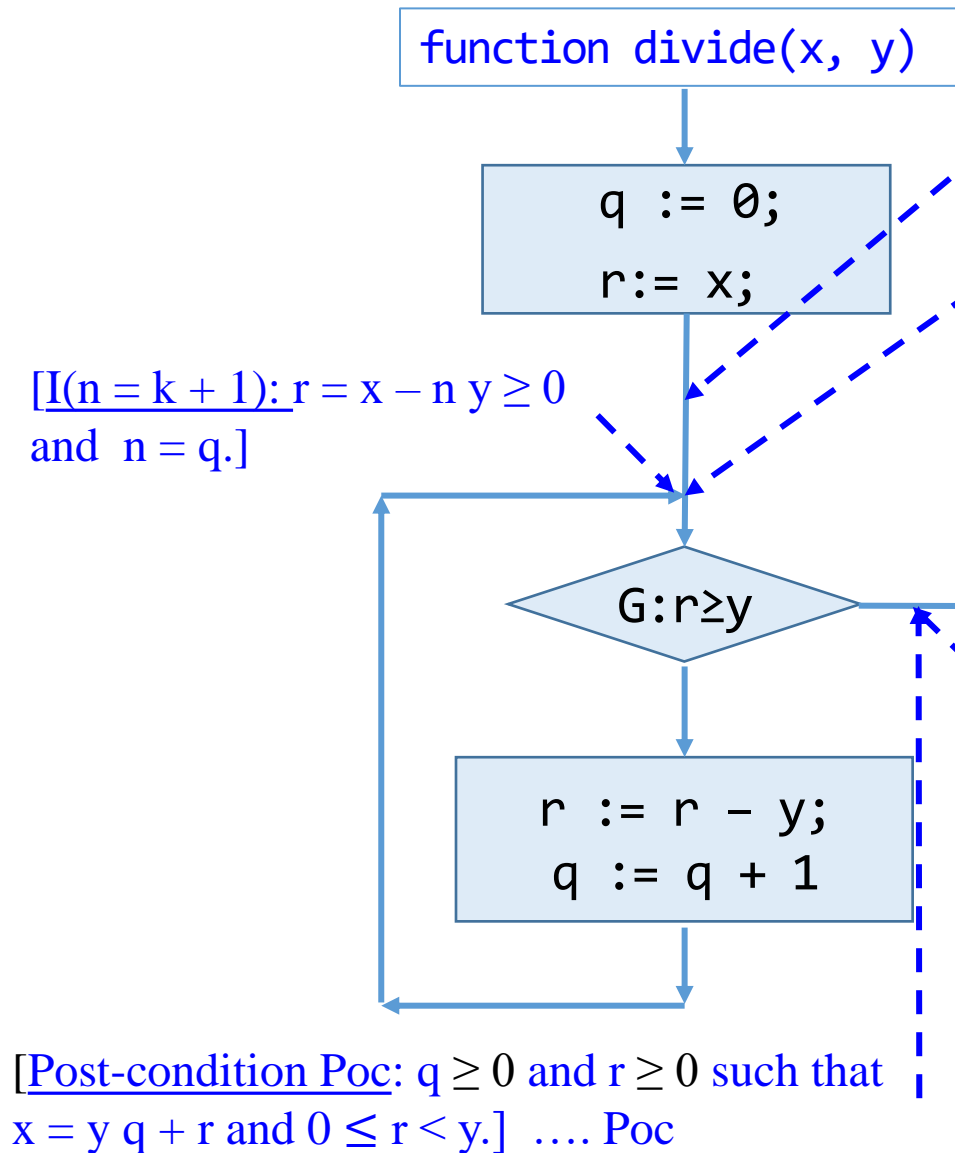 function divide(x, y)
q := 0;
r:= x;
[I(n = k + 1): r = x – n y ≥ 0
and n = q.]
G:r≥y
r := r – y;
q := q + 1
[Post-condition Poc: q ≥ 0 and r ≥ 0 such that
x = y q + r and 0 ≤ r < y.] …. Poc